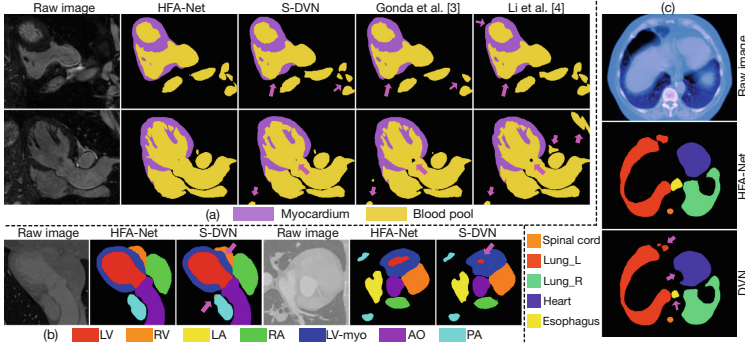 Raw image HFA-Net S-DVN Gonda et al. [3] Li et al. [4] (c)
Raw image
HFA-Net
DVN
(a) Myocardium Blood pool
Raw image HFA-Net S-DVN Raw image HFA-Net S-DVN
Spinal cord
Lung_L
Lung_R
Heart
Esophagus
(b) LV RV LA RA LV-myo AO PA